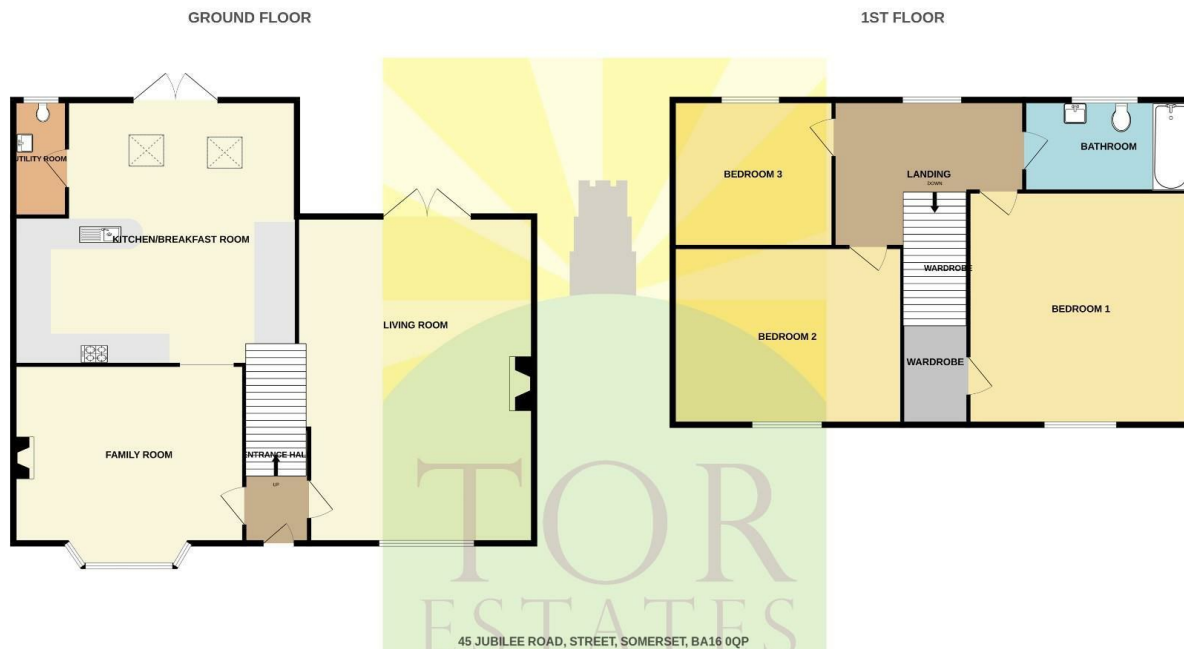 GROUND FLOOR
1ST FLOOR
UTILITY ROOM
KITCHEN/BREAKFAST ROOM
LIVING ROOM
FAMILY ROOM
ENTRANCE HALL
UP
BEDROOM 3
LANDING
DOWN
BATHROOM
WARDROBE
BEDROOM 1
BEDROOM 2
WARDROBE
TOR
ESTATES
45 JUBILEE ROAD, STREET, SOMERSET, BA16 0QP